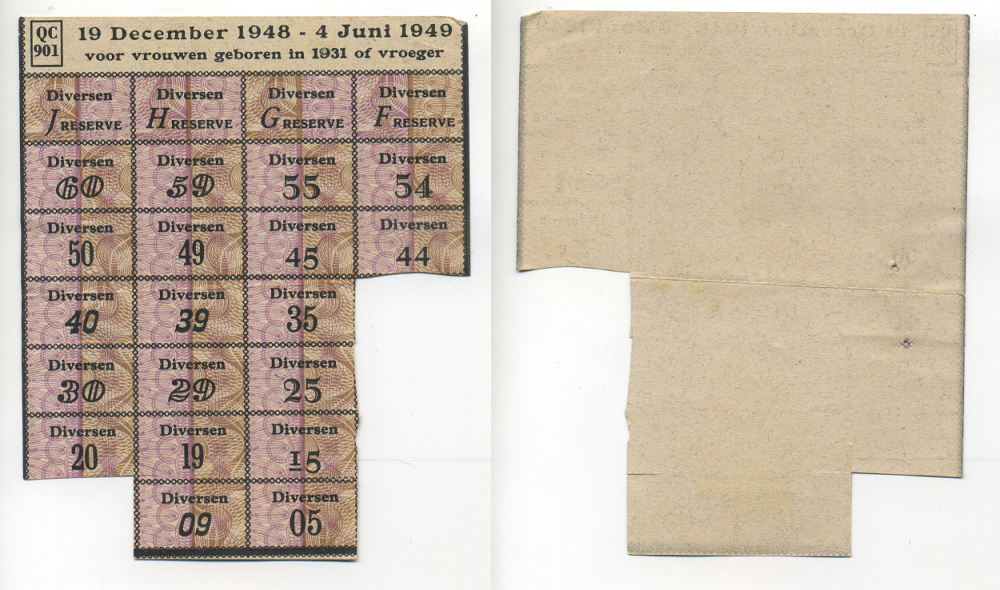 QC
901
19 December 1948 - 4 Juni 1949
voor vrouwen geboren in 1931 of vroeger
Diversen Diversen Diversen Diversen
J RESERVE H RESERVE G RESERVE F RESERVE
Diversen Diversen Diversen Diversen
60 59 55 54
Diversen Diversen Diversen Diversen
50 49 45 44
Diversen Diversen Diversen
40 39 35
Diversen Diversen Diversen
30 29 25
Diversen Diversen Diversen
20 19 15
Diversen Diversen
09 05